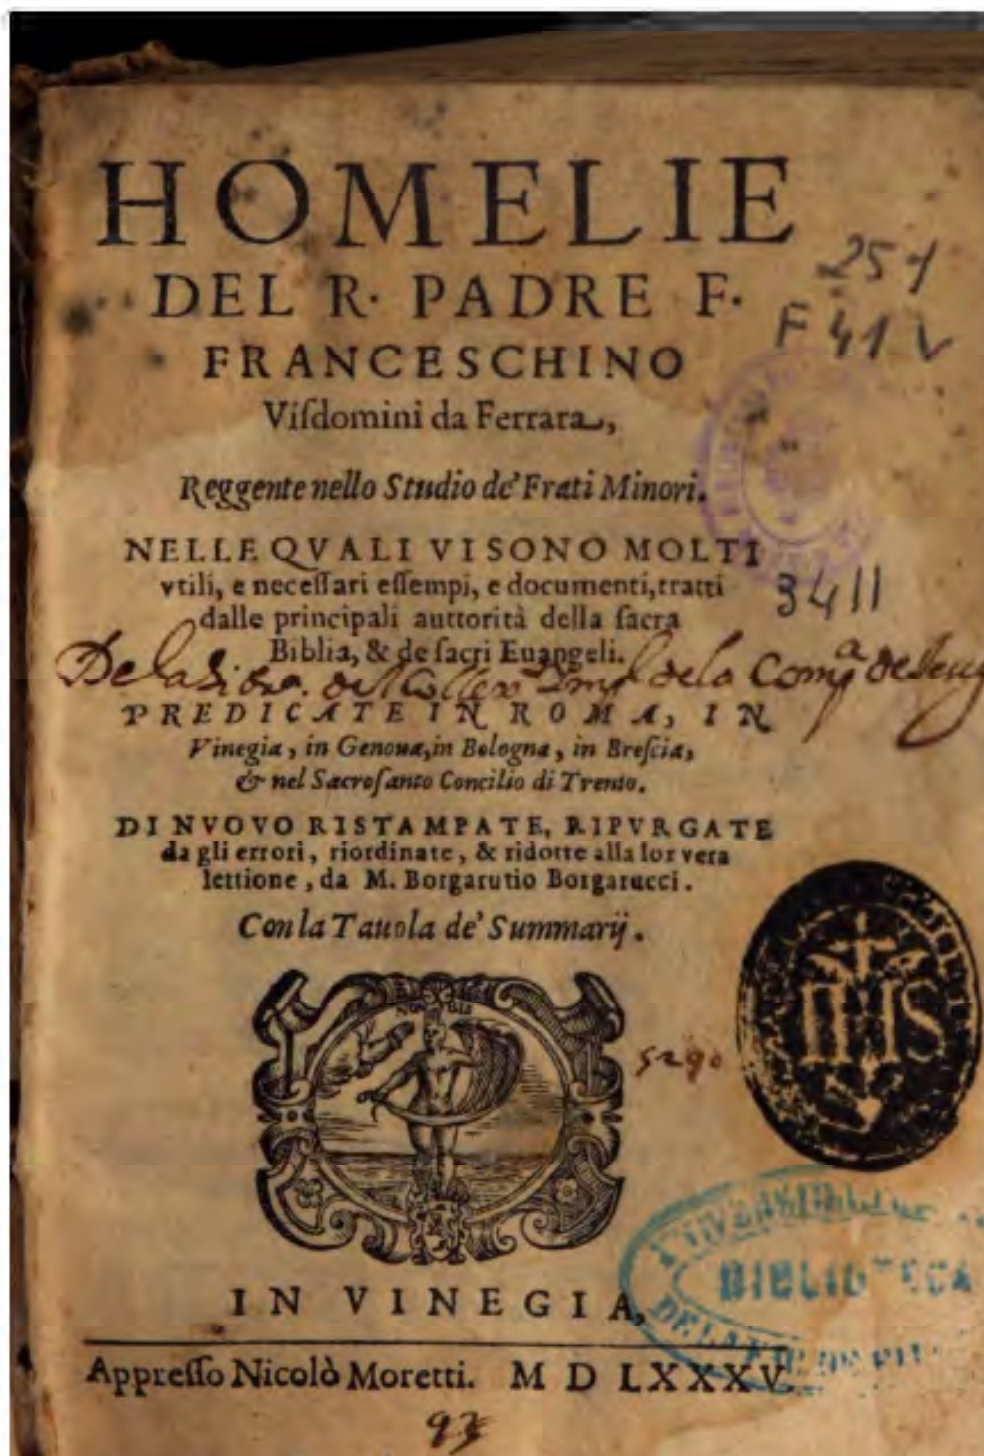 HOMELIE
DEL R. PADRE F.
FRANCESCHINO
Viſdomini da Ferrara,
Reggente nello Studio de' Frati Minori.
NELLE QVALI VI SONO MOLTI
vtili, e neceſſari eſſempi, e documenti, tratti
dalle principali auttorità della ſacra
Biblia, & de ſacri Euangeli.
PREDICATE IN ROMA, IN
Vinegia, in Genoua, in Bologna, in Breſcia,
& nel Sacroſanto Concilio di Trento.
DI NVOVO RISTAMPATE, RIPVRGATE
da gli errori, riordinate, & ridotte alla lor vera
lettione, da M. Borgarutio Borgarucci.
Con la Tauola de' Summarij.
251
F 41 V
3411
5290
IHS
BIBLIOTECA
IN VINEGIA,
Appreſſo Nicolò Moretti. M D LXXXV.
93